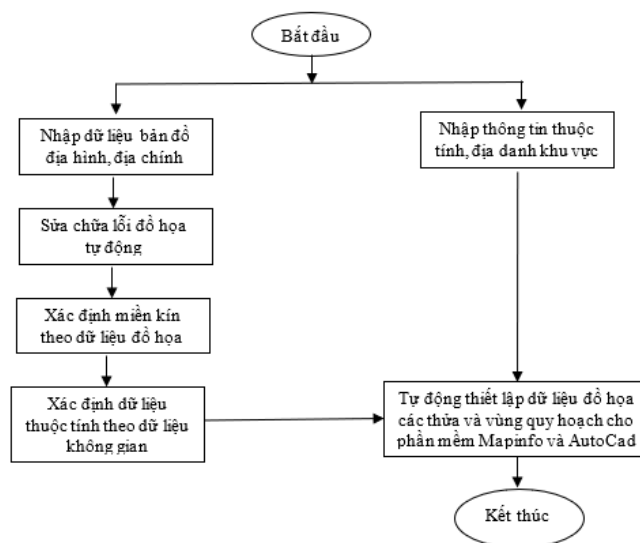 Bắt đầu
Nhập dữ liệu bản đồ
địa hình, địa chính
Nhập thông tin thuộc
tính, địa danh khu vực
Sửa chữa lỗi đồ họa
tự động
Xác định miền kín
theo dữ liệu đồ họa
Xác định dữ liệu
thuộc tính theo dữ liệu
không gian
Tự động thiết lập dữ liệu đồ họa
các thửa và vùng quy hoạch cho
phần mềm Mapinfo và AutoCad
Kết thúc